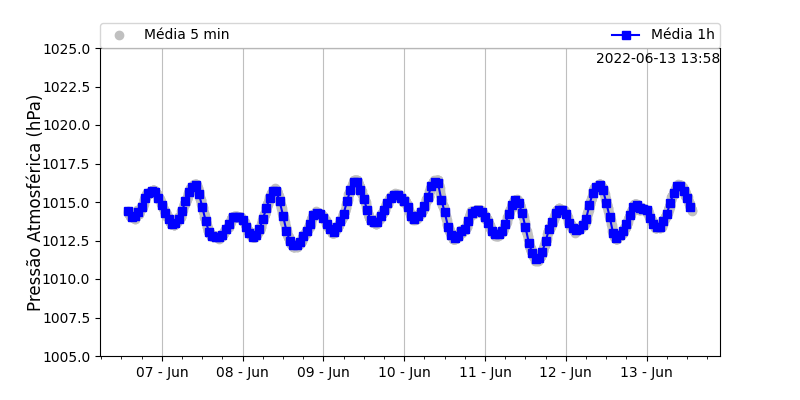 Média 5 min
Média 1h
2022-06-13 13:58
Pressão Atmosférica (hPa)
1025.0
1022.5
1020.0
1017.5
1015.0
1012.5
1010.0
1007.5
1005.0
07 - Jun
08 - Jun
09 - Jun
10 - Jun
11 - Jun
12 - Jun
13 - Jun